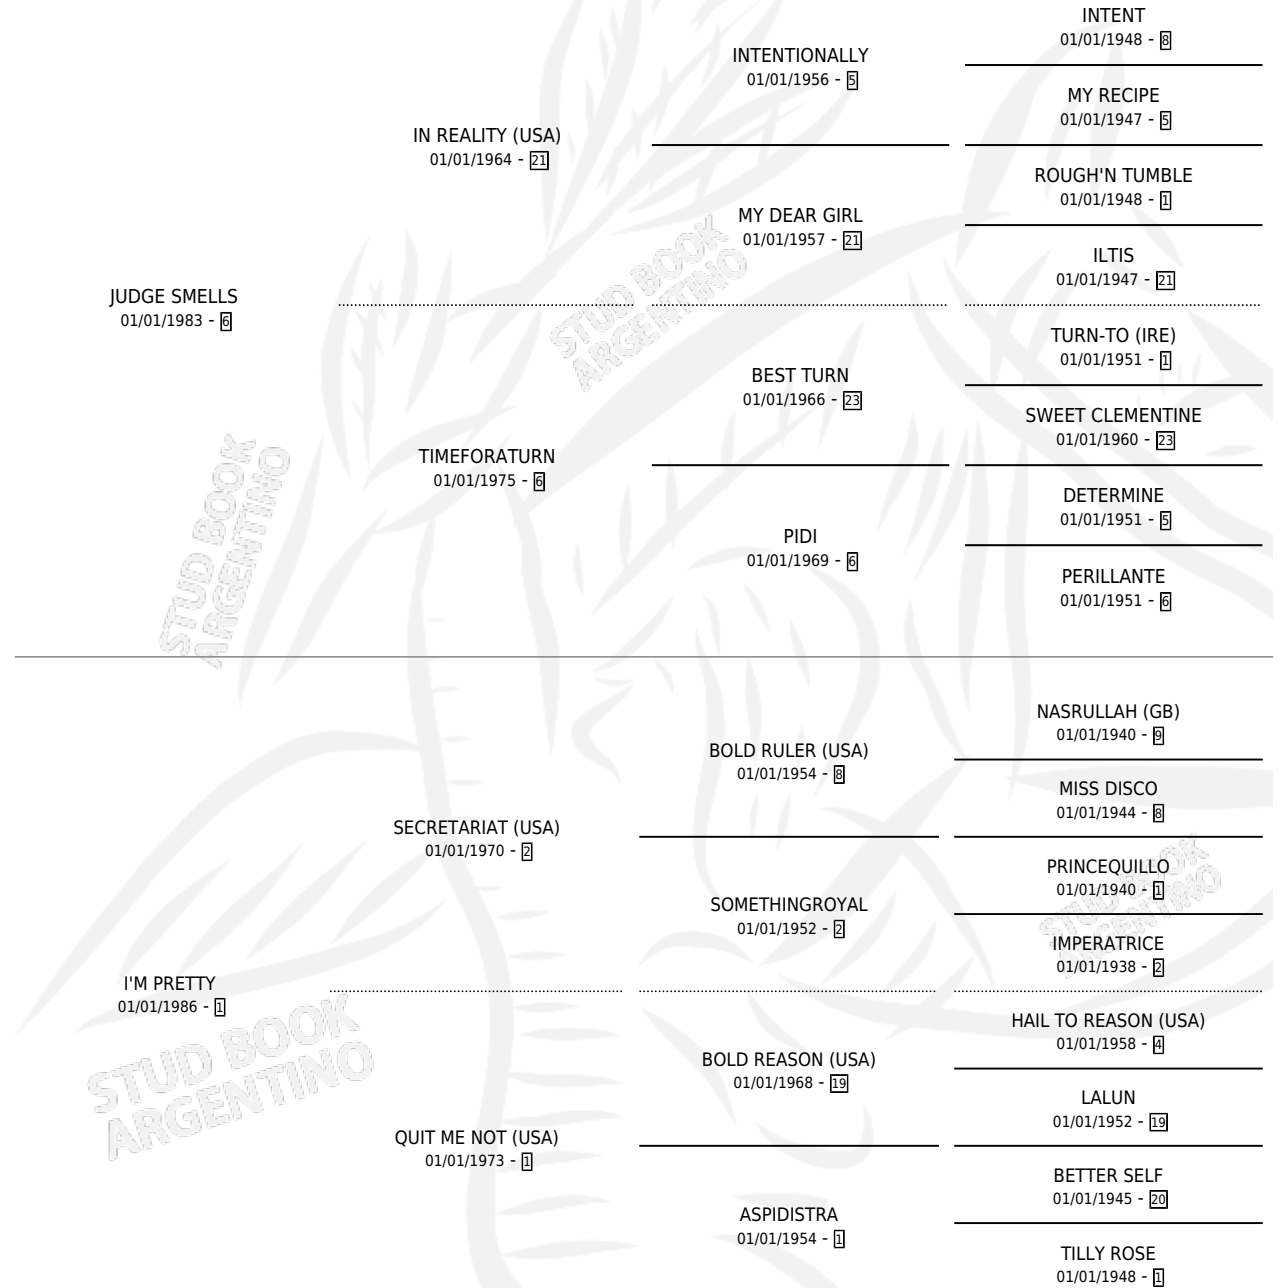 INTENT
01/01/1948 - 8
INTENTIONALLY
01/01/1956 - 5
MY RECIPE
01/01/1947 - 5
IN REALITY (USA)
01/01/1964 - 21
ROUGH'N TUMBLE
01/01/1948 - 1
MY DEAR GIRL
01/01/1957 - 21
ILTIS
01/01/1947 - 21
JUDGE SMELLS
01/01/1983 - 6
STUD BOOK
ARGENTINO
TURN-TO (IRE)
01/01/1951 - 1
BEST TURN
01/01/1966 - 23
SWEET CLEMENTINE
01/01/1960 - 23
TIMEFORATURN
01/01/1975 - 6
DETERMINE
01/01/1951 - 5
PIDI
01/01/1969 - 6
PERILLANTE
01/01/1951 - 6
STUD BOOK
ARGENTINO
NASRULLAH (GB)
01/01/1940 - 9
BOLD RULER (USA)
01/01/1954 - 8
MISS DISCO
01/01/1944 - 8
SECRETARIAT (USA)
01/01/1970 - 2
PRINCEQUILLO
01/01/1940 - 1
SOMETHINGROYAL
01/01/1952 - 2
STUD BOOK
ARGENTINO
IMPERATRICE
01/01/1938 - 2
I'M PRETTY
01/01/1986 - 1
HAIL TO REASON (USA)
01/01/1958 - 4
STUD BOOK
ARGENTINO
BOLD REASON (USA)
01/01/1968 - 19
LALUN
01/01/1952 - 19
QUIT ME NOT (USA)
01/01/1973 - 1
BETTER SELF
01/01/1945 - 20
ASPIDISTRA
01/01/1954 - 1
TILLY ROSE
01/01/1948 - 1